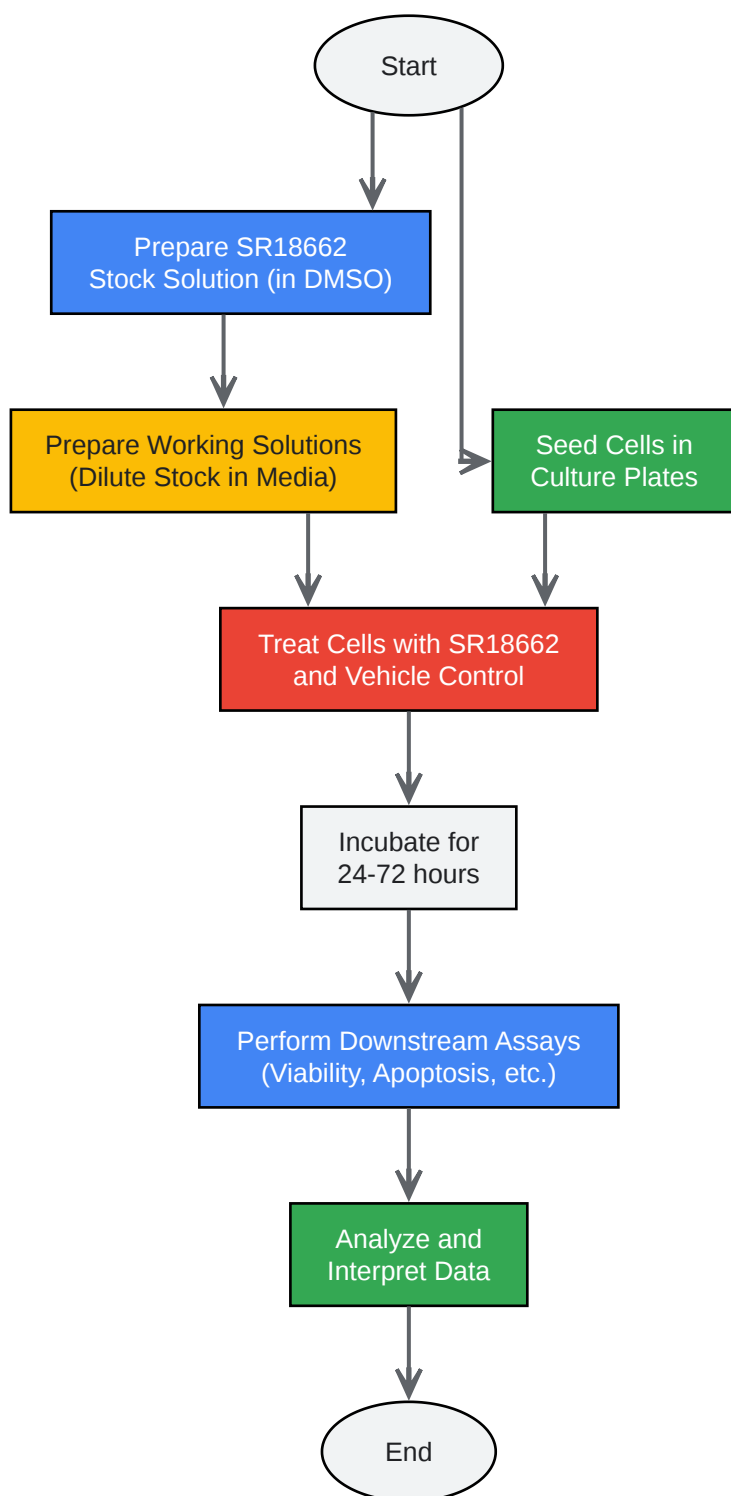 Start
Prepare SR18662
Stock Solution (in DMSO)
Prepare Working Solutions
(Dilute Stock in Media)
Seed Cells in
Culture Plates
Treat Cells with SR18662
and Vehicle Control
Incubate for
24-72 hours
Perform Downstream Assays
(Viability, Apoptosis, etc.)
Analyze and
Interpret Data
End